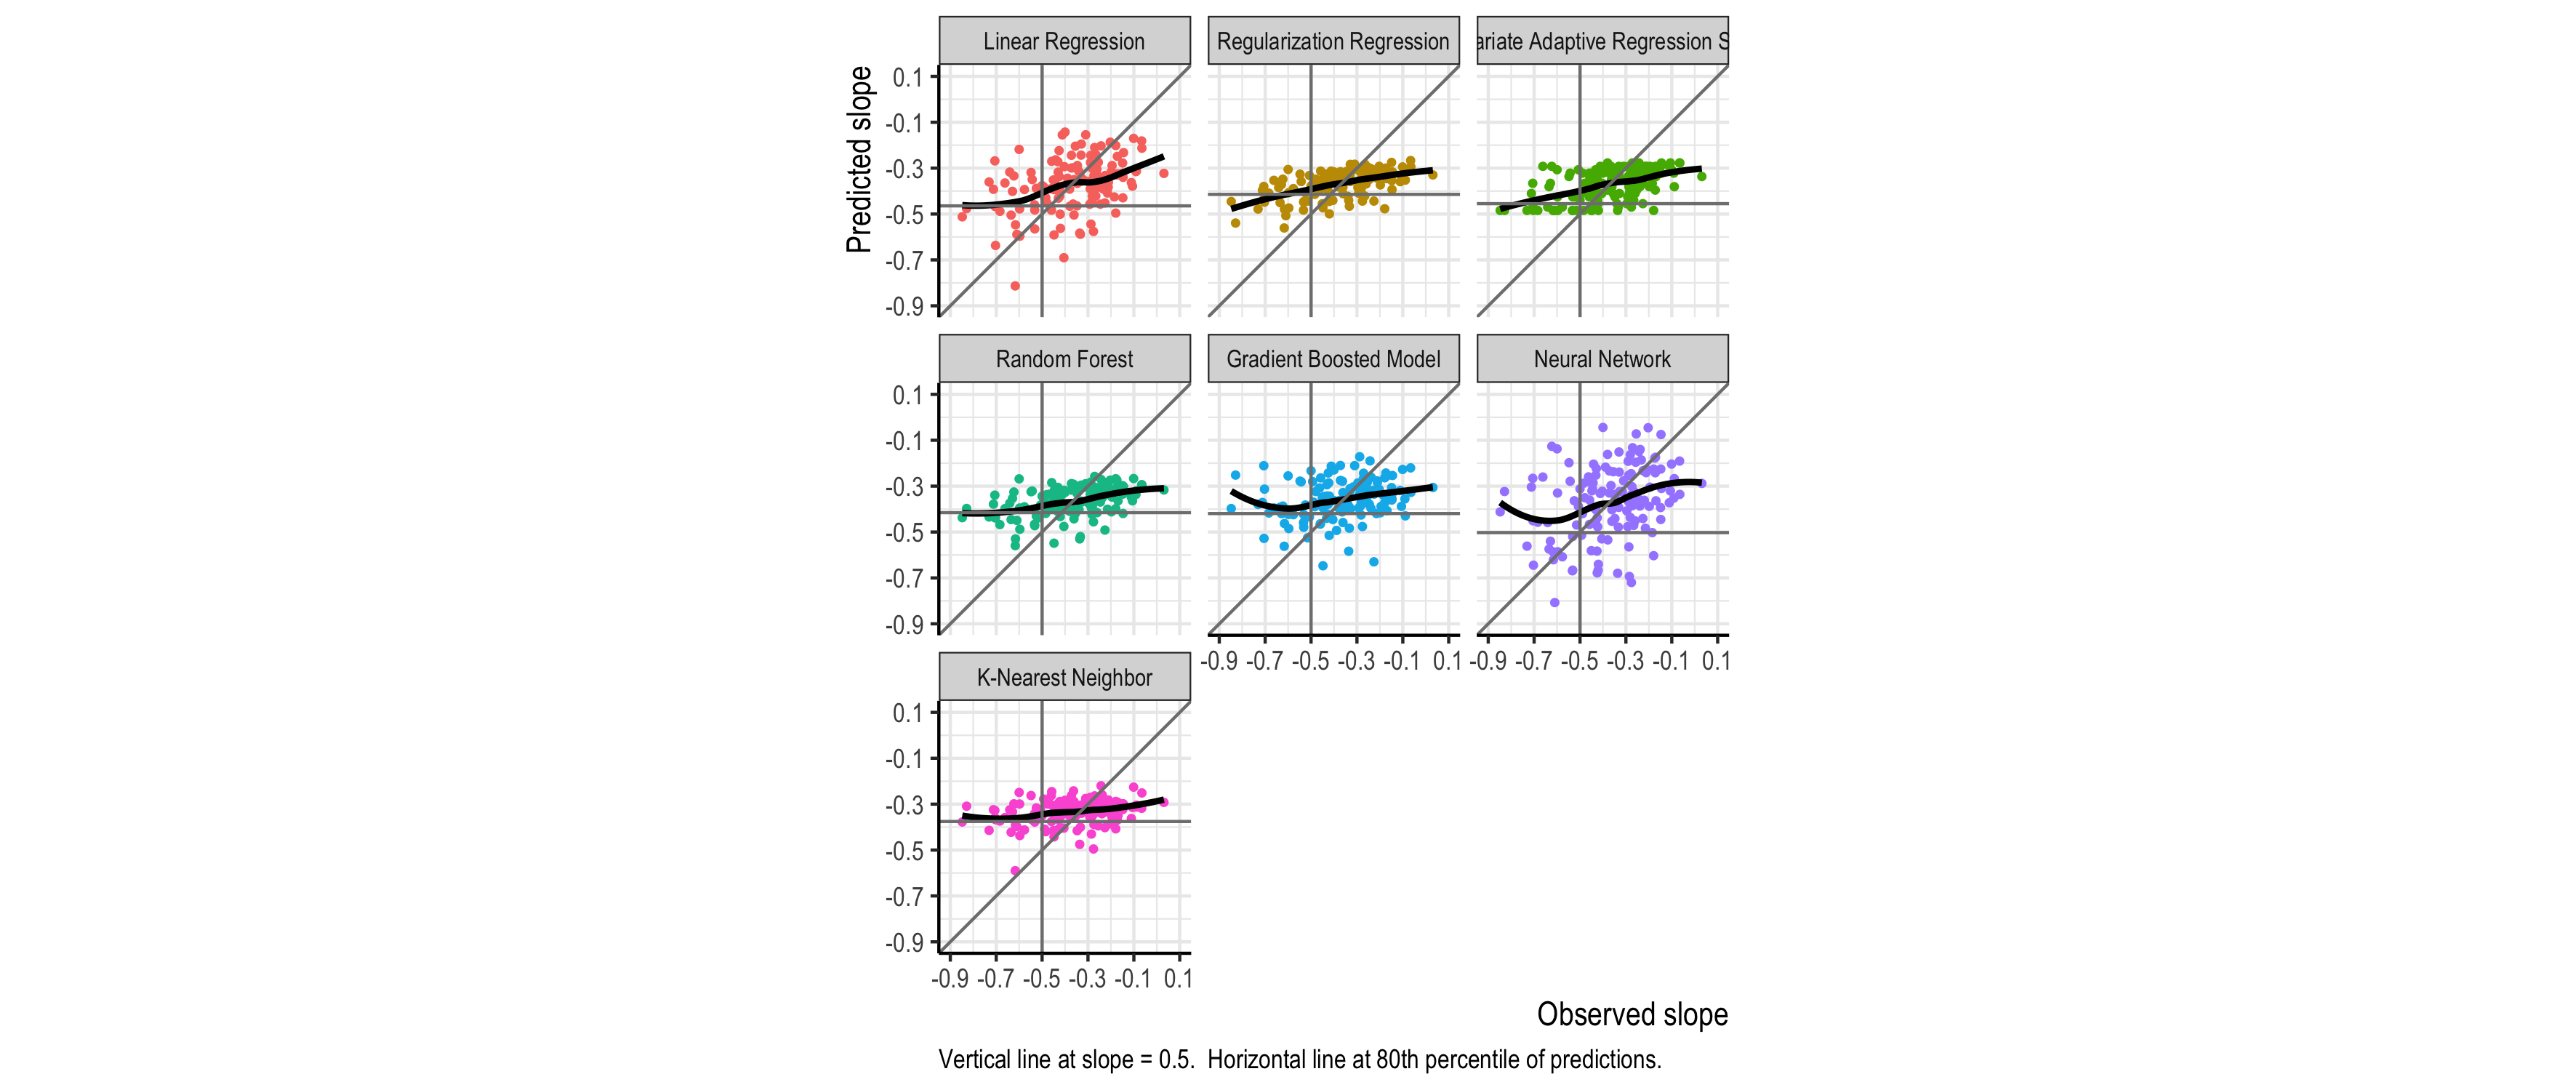 Linear Regression
Regularization Regression
ariate Adaptive Regression S
Predicted slope
0.1
-0.1
-0.3
-0.5
-0.7
-0.9
Random Forest
Gradient Boosted Model
Neural Network
0.1
-0.1
-0.3
-0.5
-0.7
-0.9
-0.9 -0.7 -0.5 -0.3 -0.1 0.1
-0.9 -0.7 -0.5 -0.3 -0.1 0.1
K-Nearest Neighbor
0.1
-0.1
-0.3
-0.5
-0.7
-0.9
-0.9 -0.7 -0.5 -0.3 -0.1 0.1
Observed slope
Vertical line at slope = 0.5. Horizontal line at 80th percentile of predictions.